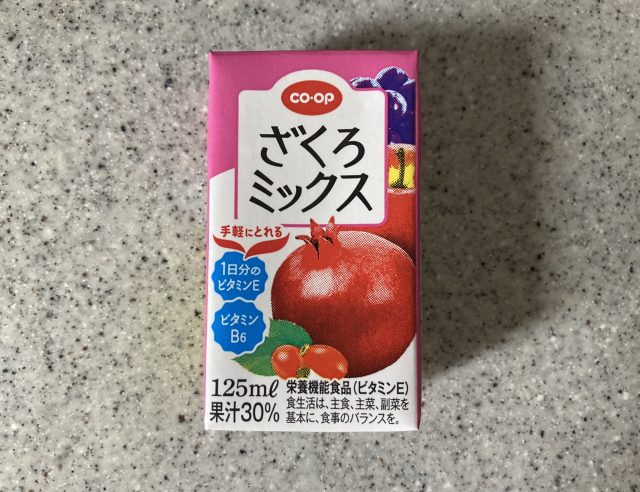 CO·OP
ざくろ
ミックス
手軽にとれる
1日分の
ビタミンE
ビタミン
B6
125ml
果汁30%
栄養機能食品(ビタミンE)
食生活は、主食、主菜、副菜を
基本に、食事のバランスを。